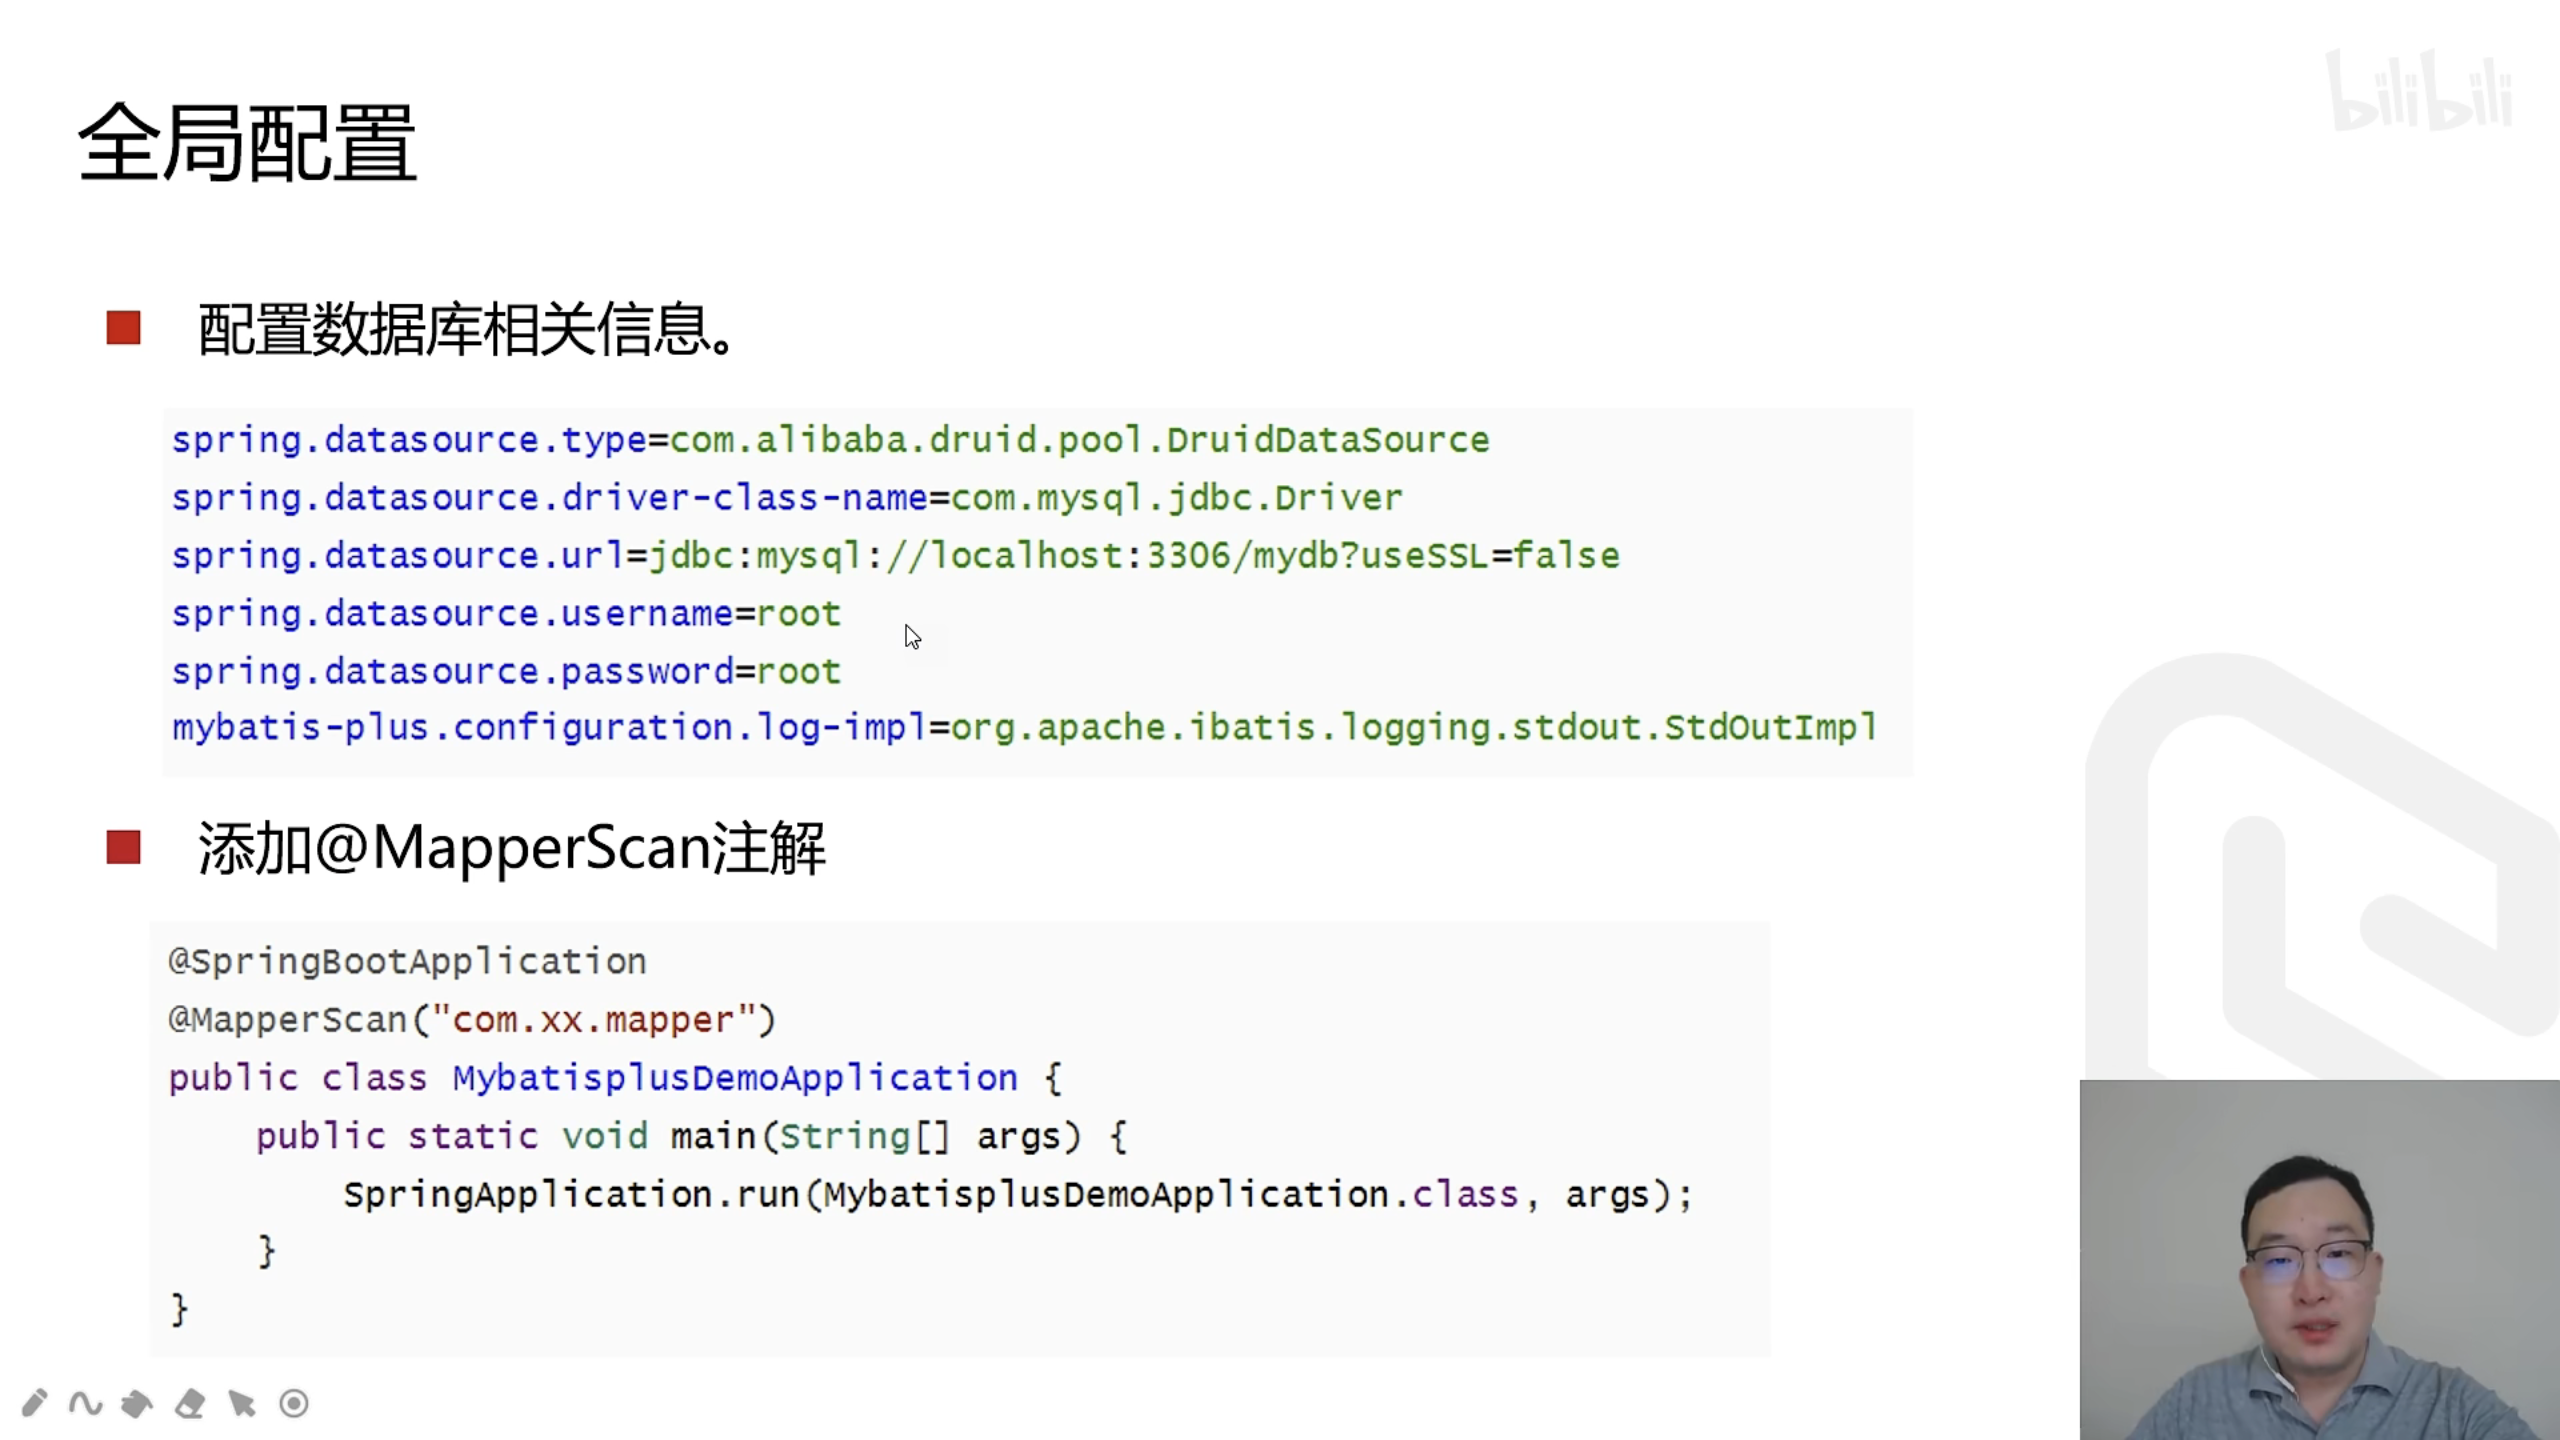 bilibili
全局配置
配置数据库相关信息。
spring.datasource.type=com.alibaba.druid.pool.DruidDataSource
spring.datasource.driver-class-name=com.mysql.jdbc.Driver
spring.datasource.url=jdbc:mysql://localhost:3306/mydb?useSSL=false
spring.datasource.username=root
spring.datasource.password=root
mybatis-plus.configuration.log-impl=org.apache.ibatis.logging.stdout.StdOutImpl
添加@MapperScan注解
@SpringBootApplication
@MapperScan("com.xx.mapper")
public class MybatisplusDemoApplication {
    public static void main(String[] args) {
        SpringApplication.run(MybatisplusDemoApplication.class, args);
    }
}